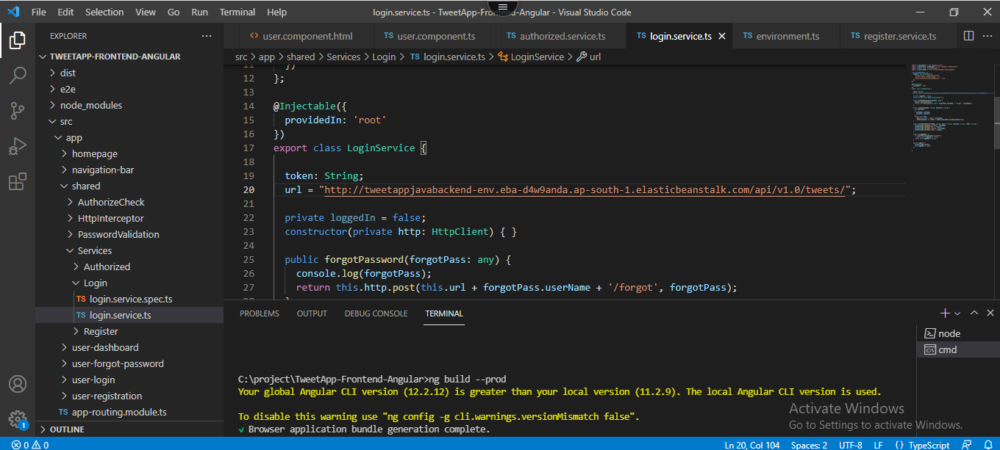 File Edit Selection View Go Run Terminal Help login.service.ts - TweetApp-Frontend-Angular - Visual Studio Code
EXPLORER ...
user.component.html TS user.component.ts TS authorized.service.ts TS login.service.ts TS environment.ts TS register.service.ts ...
TWEETAPP-FRONTEND-ANGULAR
src > app > shared > Services > Login > TS login.service.ts > LoginService > url
dist
e2e
node_modules
src
app
homepage
navigation-bar
shared
AuthorizeCheck
HttpInterceptor
PasswordValidation
Services
Authorized
Login
TS login.service.spec.ts
TS login.service.ts
Register
user-dashboard
user-forgot-password
user-login
user-registration
TS app-routing.module.ts
OUTLINE
11 })
12 };
13
14 @Injectable({
15 providedIn: 'root'
16 })
17 export class LoginService {
18
19 token: String;
20 url = "http://tweetappjavabackend-env.eba-d4w9anda.ap-south-1.elasticbeanstalk.com/api/v1.0/tweets/";
21
22 private loggedIn = false;
23 constructor(private http: HttpClient) { }
24
25 public forgotPassword(forgotPass: any) {
26 console.log(forgotPass);
27 return this.http.post(this.url + forgotPass.userName + '/forgot', forgotPass);
28 }
PROBLEMS OUTPUT DEBUG CONSOLE TERMINAL
node
cmd
C:\project\TweetApp-Frontend-Angular>ng build --prod
Your global Angular CLI version (12.2.12) is greater than your local version (11.2.9). The local Angular CLI version is used.
To disable this warning use "ng config -g cli.warnings.versionMismatch false".
✔ Browser application bundle generation complete.
Activate Windows
Go to Settings to activate Windows.
1
0 0 Ln 20, Col 104 Spaces: 2 UTF-8 LF {} TypeScript